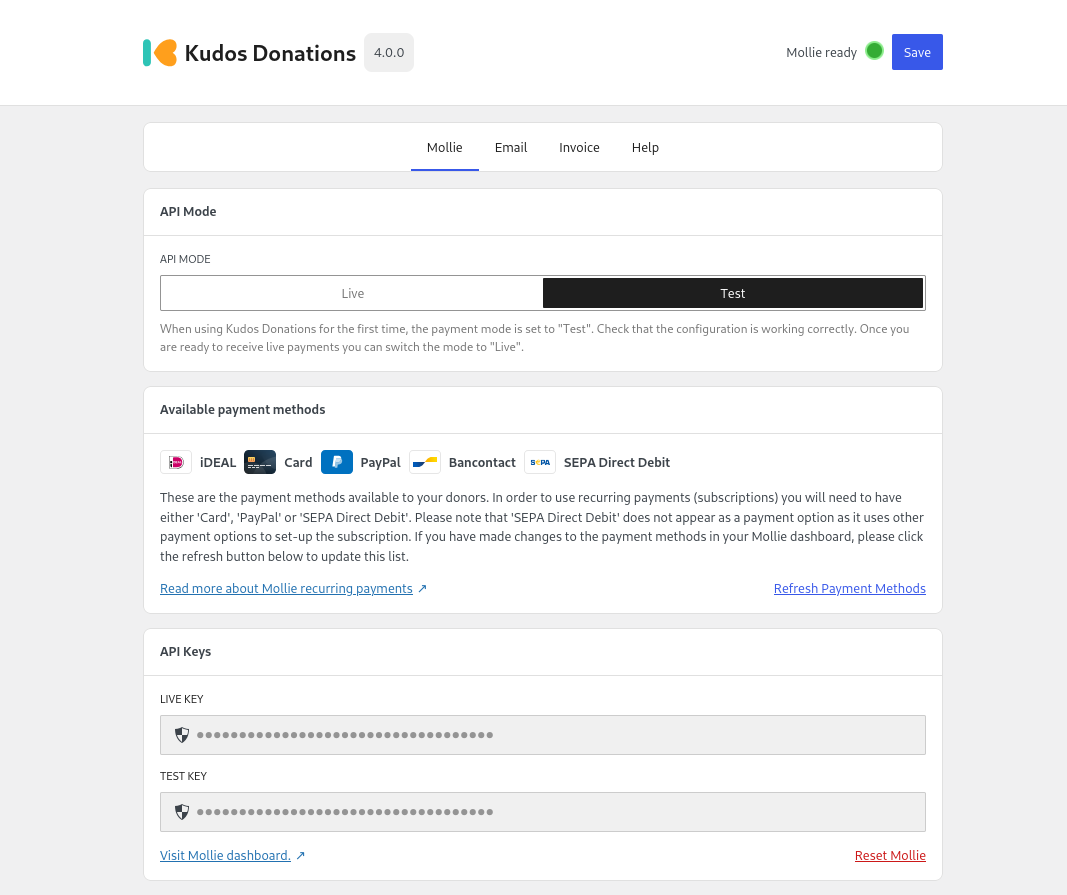 Kudos Donations 4.0.0 Mollie ready Save
Mollie Email Invoice Help
API Mode
API MODE
Live Test
When using Kudos Donations for the first time, the payment mode is set to "Test". Check that the configuration is working correctly. Once you
are ready to receive live payments you can switch the mode to "Live".
Available payment methods
iDEAL Card PayPal Bancontact SEPA Direct Debit
These are the payment methods available to your donors. In order to use recurring payments (subscriptions) you will need to have
either 'Card', 'PayPal' or 'SEPA Direct Debit'. Please note that 'SEPA Direct Debit' does not appear as a payment option as it uses other
payment options to set-up the subscription. If you have made changes to the payment methods in your Mollie dashboard, please click
the refresh button below to update this list.
Read more about Mollie recurring payments ↗ Refresh Payment Methods
API Keys
LIVE KEY
●●●●●●●●●●●●●●●●●●●●●●●●●●●●●●●●●●●
TEST KEY
●●●●●●●●●●●●●●●●●●●●●●●●●●●●●●●●●●●
Visit Mollie dashboard. ↗ Reset Mollie